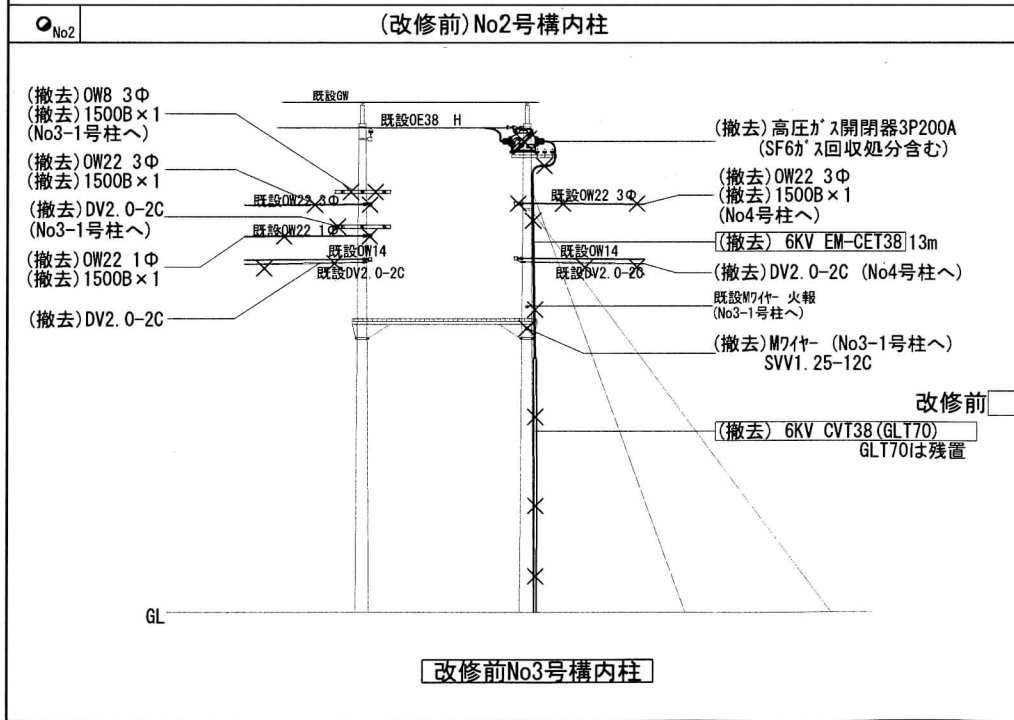 No2
(改修前)No2号構内柱
(撤去)OW8 3Φ
(撤去)1500B×1
(No3-1号柱へ)
(撤去)OW22 3Φ
(撤去)1500B×1
(撤去)DV2.0-2C
(No3-1号柱へ)
(撤去)OW22 1Φ
(撤去)1500B×1
(撤去)DV2.0-2C
既設GW
既設OE38 H
既設OW22 3Φ
既設OW22 1Φ
既設OW14
既設DV2.0-2C
既設OW22 3Φ
既設OW14
既設DV2.0-2C
(撤去)高圧ガス開閉器3P200A
(SF6ガス回収処分含む)
(撤去)OW22 3Φ
(撤去)1500B×1
(No4号柱へ)
(撤去) 6KV EM-CET38 13m
(撤去)DV2.0-2C (No4号柱へ)
既設Mワイヤー 火報
(No3-1号柱へ)
(撤去)Mワイヤー (No3-1号柱へ)
SVV1.25-12C
改修前
(撤去) 6KV CVT38(GLT70)
GLT70は残置
GL
改修前No3号構内柱